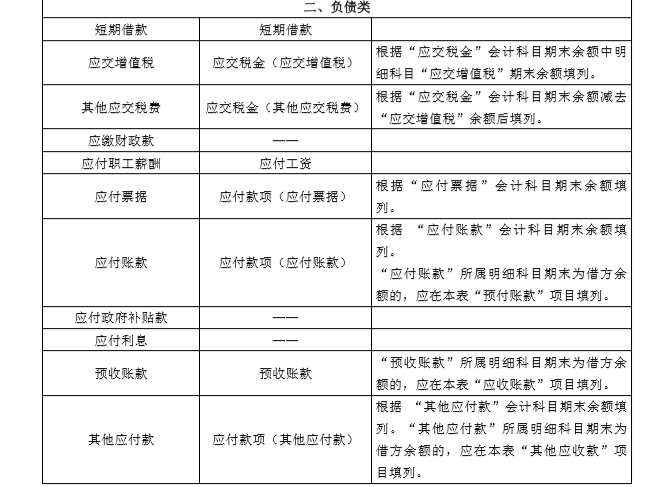 二、负债类
短期借款 短期借款
应交增值税 应交税金（应交增值税） 根据“应交税金”会计科目期末余额中明
细科目“应交增值税”期末余额填列。
其他应交税费 应交税金（其他应交税费） 根据“应交税金”会计科目期末余额减去
“应交增值税”余额后填列。
应缴财政款 ——
应付职工薪酬 应付工资
应付票据 应付款项（应付票据） 根据“应付票据”会计科目期末余额填
列。
应付账款 应付款项（应付账款） 根据 “应付账款”会计科目期末余额填
列。
“应付账款”所属明细科目期末为借方余
额的，应在本表“预付账款”项目填列。
应付政府补贴款 ——
应付利息 ——
预收账款 预收账款 “预收账款”所属明细科目期末为借方余
额的，应在本表“应收账款”项目填列。
其他应付款 应付款项（其他应付款） 根据 “其他应付款”会计科目期末余额填
列。“其他应付款”所属明细科目期末为
借方余额的，应在本表“其他应收款”项
目填列。